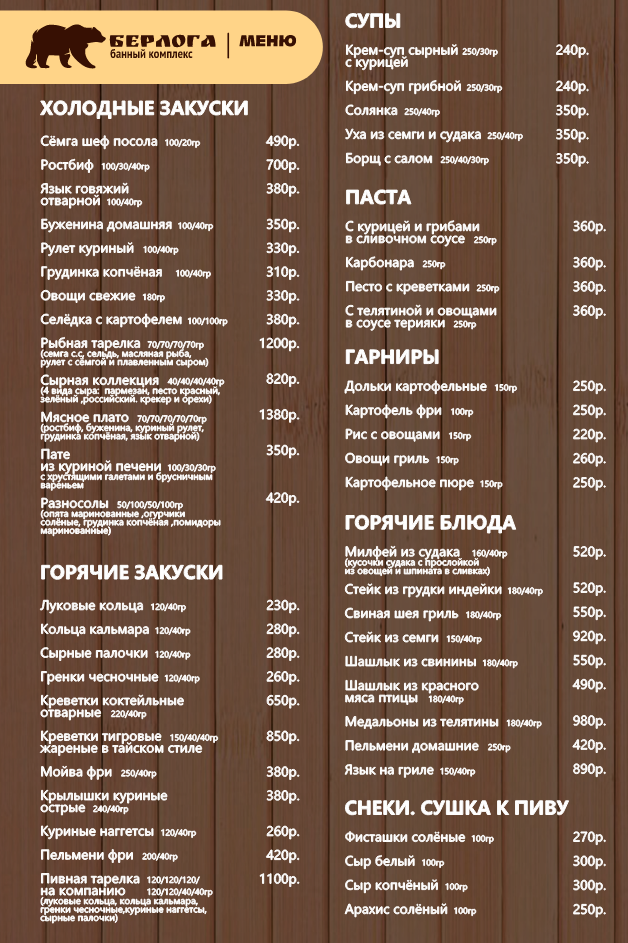 БЕРЛОГА | МЕНЮ
банный комплекс
ХОЛОДНЫЕ ЗАКУСКИ
Сёмга шеф посола 100/20гр 490р.
Ростбиф 100/30/40гр 700р.
Язык говяжий 380р.
отварной 100/40гр
Буженина домашняя 100/40гр 350р.
Рулет куриный 100/40гр 330р.
Грудинка копчёная 100/40гр 310р.
Овощи свежие 180гр 330р.
Селёдка с картофелем 100/100гр 380р.
Рыбная тарелка 70/70/70/70гр 1200р.
(семга с.с, сельдь, масляная рыба,
рулет с сёмгой и плавленным сыром)
Сырная коллекция 40/40/40/40гр 820р.
(4 вида сыра: пармезан, песто красный,
зелёный ,российский. крекер и орехи)
Мясное плато 70/70/70/70/70гр 1380р.
(ростбиф, буженина, куриный рулет,
грудинка копчёная, язык отварной)
Пате 350р.
из куриной печени 100/30/30гр
с хрустящими галетами и брусничным
вареньем
Разносолы 50/100/50/100гр 420р.
(опята маринованные ,огурчики
солёные, грудинка копчёная ,помидоры
маринованные)
ГОРЯЧИЕ ЗАКУСКИ
Луковые кольца 120/40гр 230р.
Кольца кальмара 120/40гр 280р.
Сырные палочки 120/40гр 280р.
Гренки чесночные 120/40гр 260р.
Креветки коктейльные 650р.
отварные 220/40гр
Креветки тигровые 150/40/40гр 850р.
жареные в тайском стиле
Мойва фри 250/40гр 380р.
Крылышки куриные 380р.
острые 240/40гр
Куриные наггетсы 120/40гр 260р.
Пельмени фри 200/40гр 420р.
Пивная тарелка 120/120/120/ 1100р.
на компанию 120/120/40/40гр
(луковые кольца, кольца кальмара,
гренки чесночные,куриные наггетсы,
сырные палочки)
СУПЫ
Крем-суп сырный 250/30гр 240р.
с курицей
Крем-суп грибной 250/30гр 240р.
Солянка 250/40гр 350р.
Уха из семги и судака 250/40гр 350р.
Борщ с салом 250/40/30гр 350р.
ПАСТА
С курицей и грибами 360р.
в сливочном соусе 250гр
Карбонара 250гр 360р.
Песто с креветками 250гр 360р.
С телятиной и овощами 360р.
в соусе терияки 250гр
ГАРНИРЫ
Дольки картофельные 150гр 250р.
Картофель фри 100гр 250р.
Рис с овощами 150гр 220р.
Овощи гриль 150гр 260р.
Картофельное пюре 150гр 250р.
ГОРЯЧИЕ БЛЮДА
Милфей из судака 160/40гр 520р.
(кусочки судака с прослойкой
из овощей и шпината в сливках)
Стейк из грудки индейки 180/40гр 520р.
Свиная шея гриль 180/40гр 550р.
Стейк из семги 150/40гр 920р.
Шашлык из свинины 180/40гр 550р.
Шашлык из красного 490р.
мяса птицы 180/40гр
Медальоны из телятины 180/40гр 980р.
Пельмени домашние 250гр 420р.
Язык на гриле 150/40гр 890р.
СНЕКИ. СУШКА К ПИВУ
Фисташки солёные 100гр 270р.
Сыр белый 100гр 300р.
Сыр копчёный 100гр 300р.
Арахис солёный 100гр 250р.